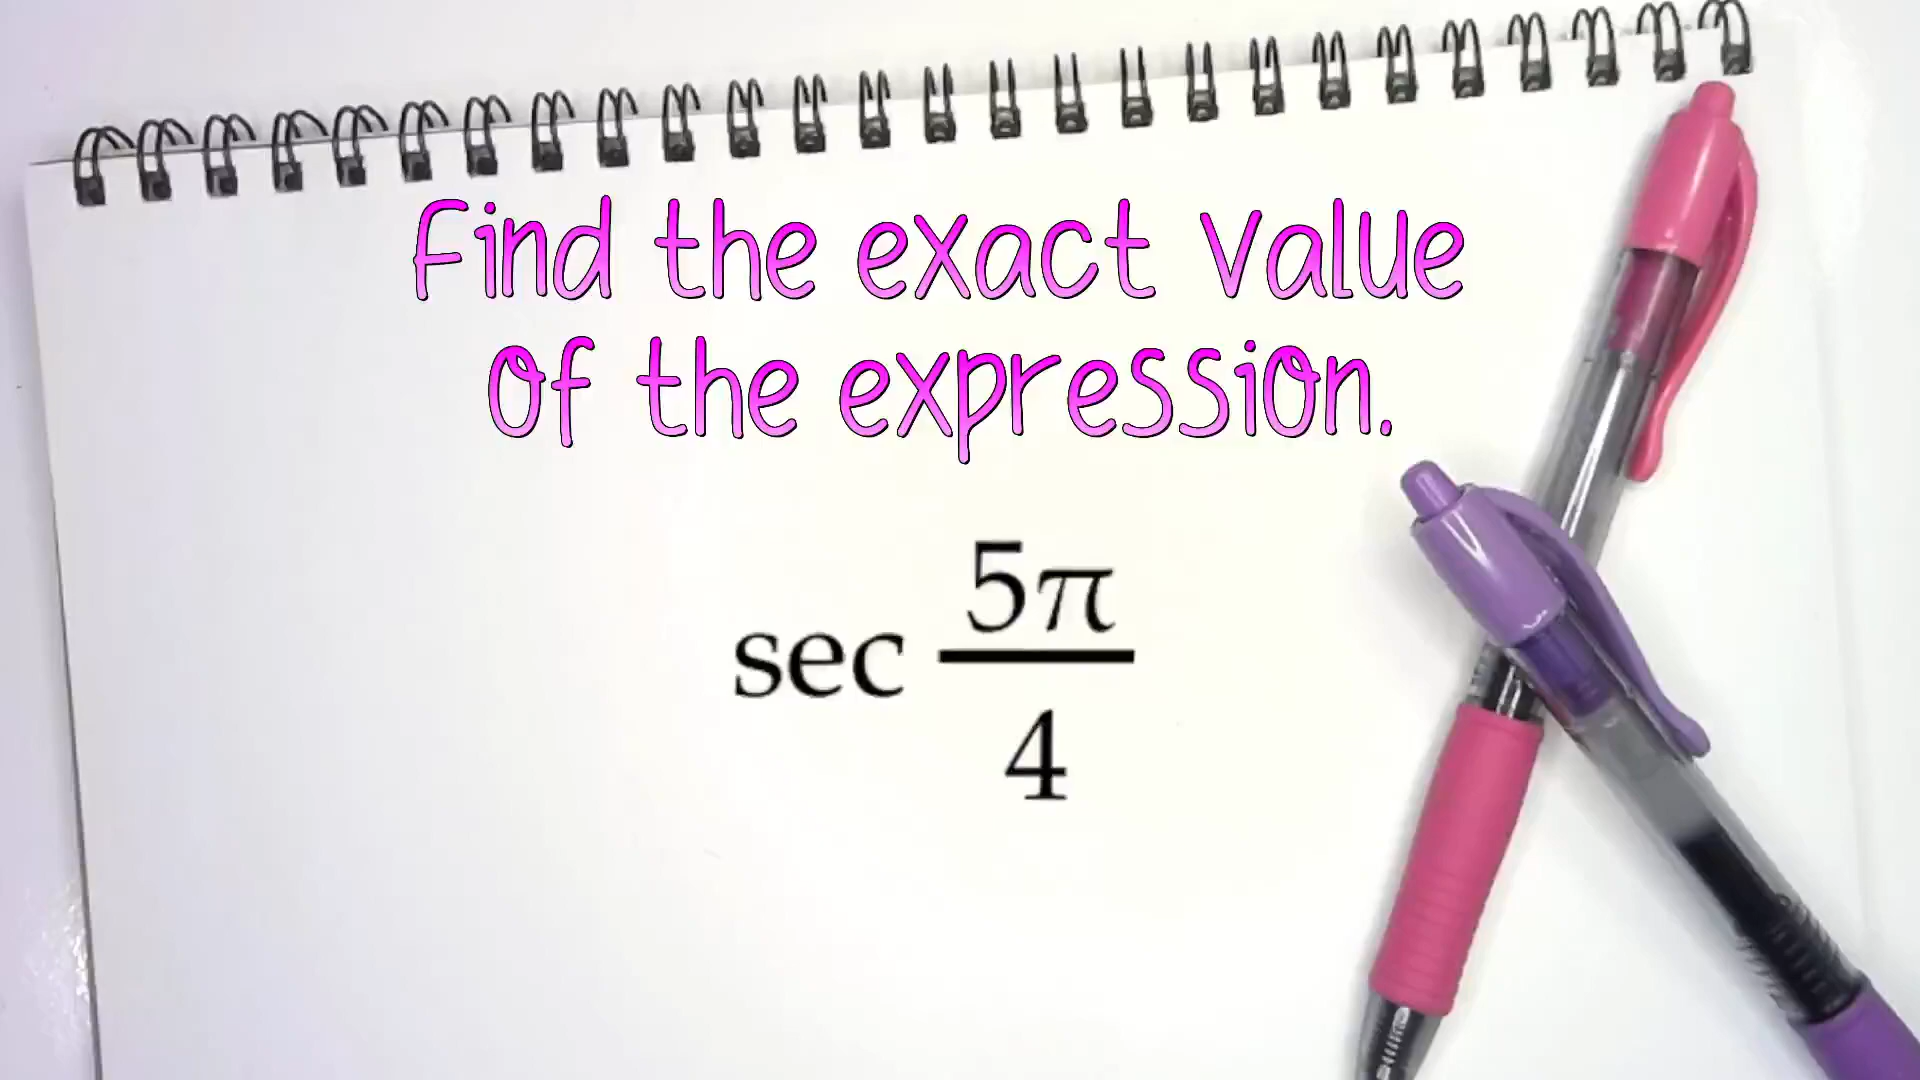 Find the exact value
of the expression.
sec 5π/4